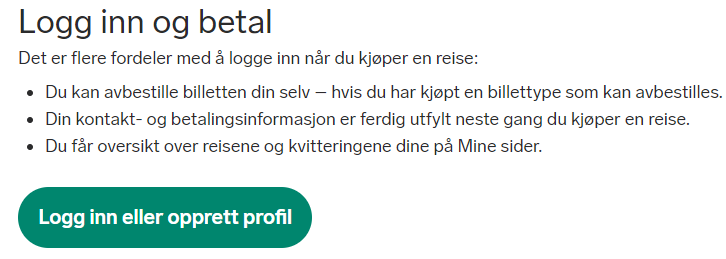 Logg inn og betal
Det er flere fordeler med å logge inn når du kjøper en reise:
• Du kan avbestille billetten din selv – hvis du har kjøpt en billettype som kan avbestilles.
• Din kontakt- og betalingsinformasjon er ferdig utfylt neste gang du kjøper en reise.
• Du får oversikt over reisene og kvitteringene dine på Mine sider.
Logg inn eller opprett profil